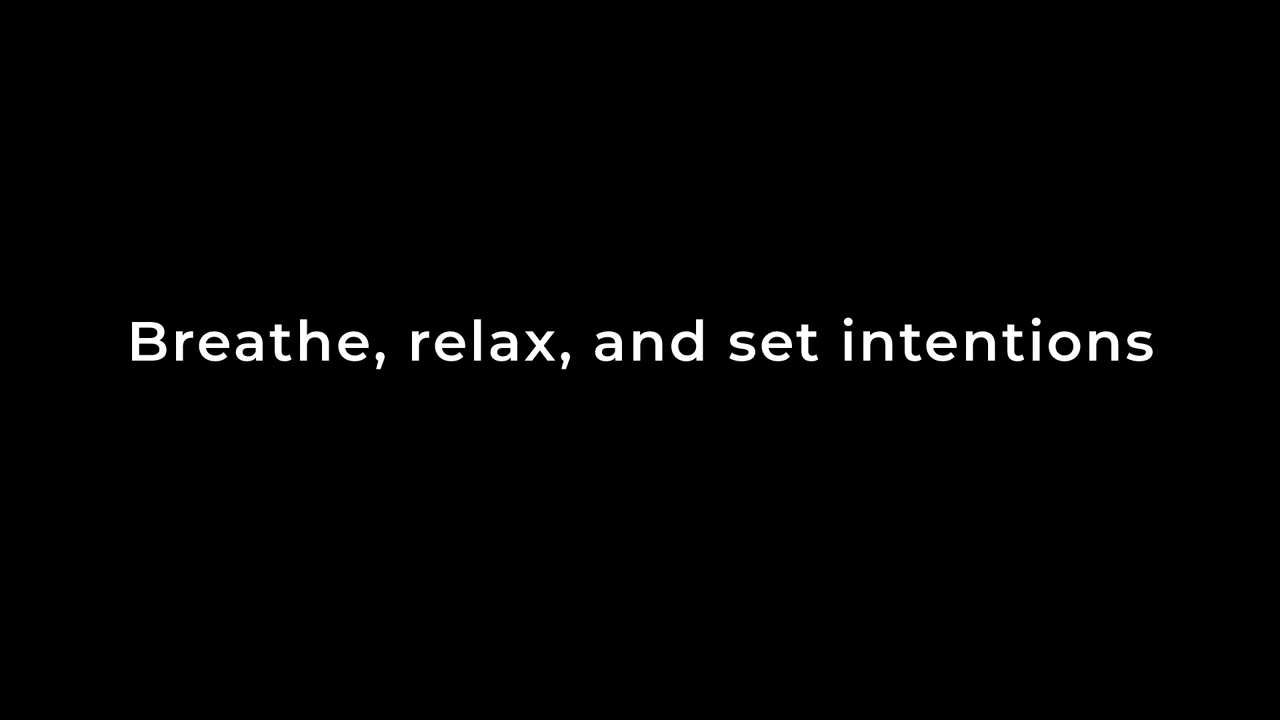 Breathe, relax, and set intentions